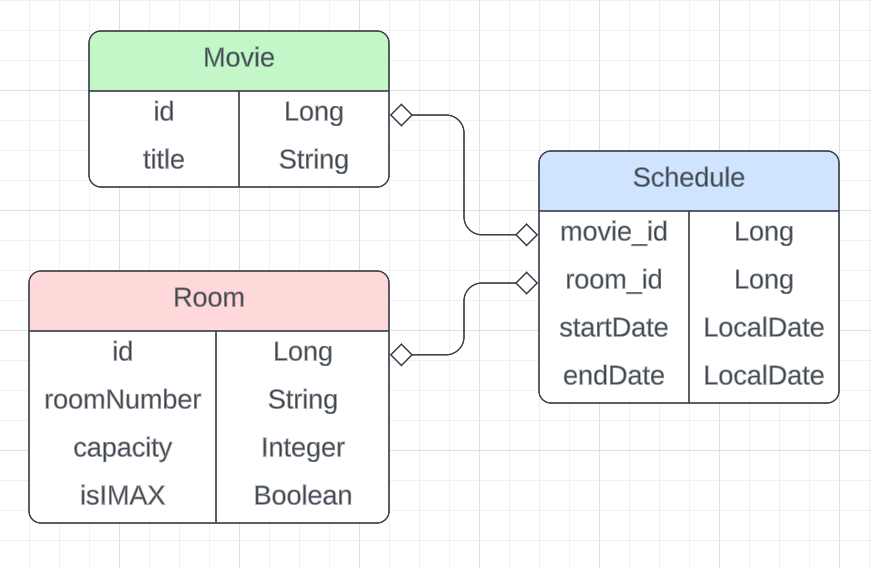 Movie
id Long
title String
Room
id Long
roomNumber String
capacity Integer
isIMAX Boolean
Schedule
movie_id Long
room_id Long
startDate LocalDate
endDate LocalDate